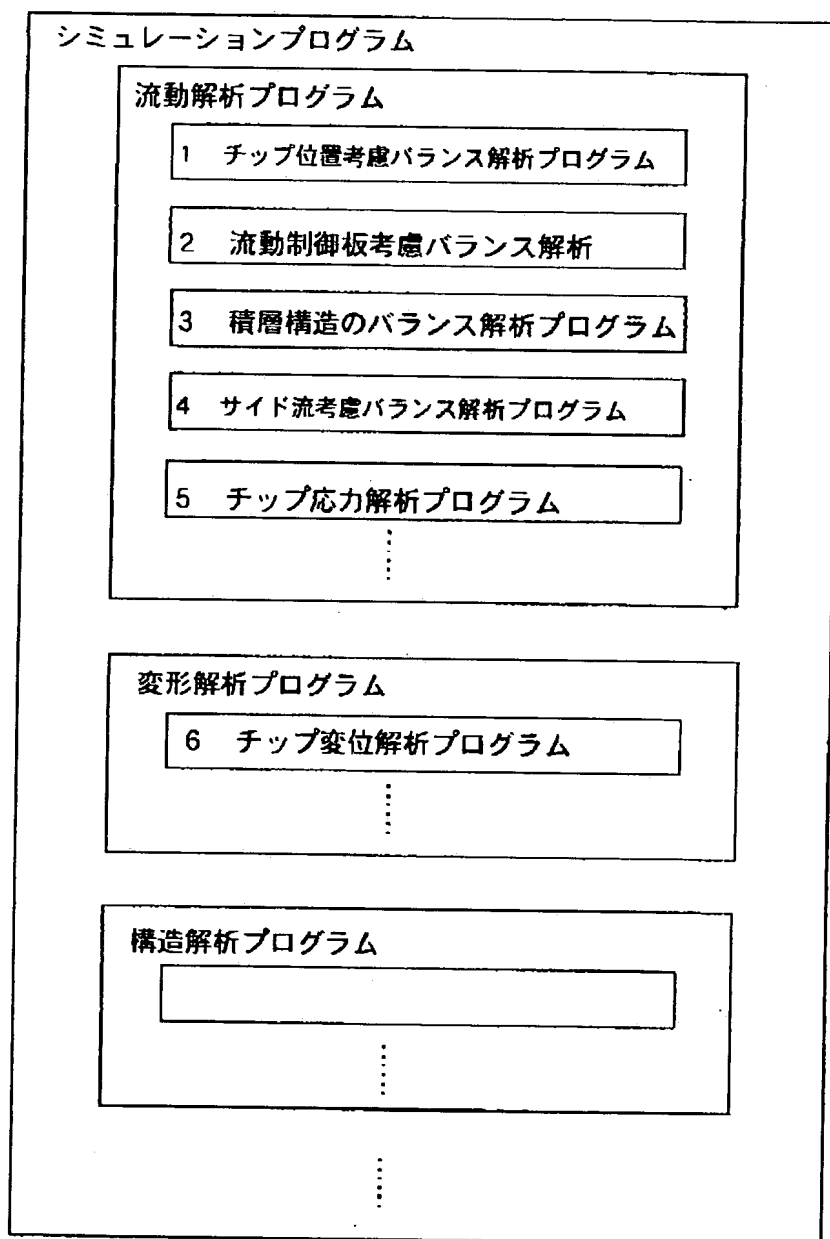 シミュレーションプログラム
流動解析プログラム
1 チップ位置考慮バランス解析プログラム
2 流動制御板考慮バランス解析
3 積層構造のバランス解析プログラム
4 サイド流考慮バランス解析プログラム
5 チップ応力解析プログラム
変形解析プログラム
6 チップ変位解析プログラム
構造解析プログラム